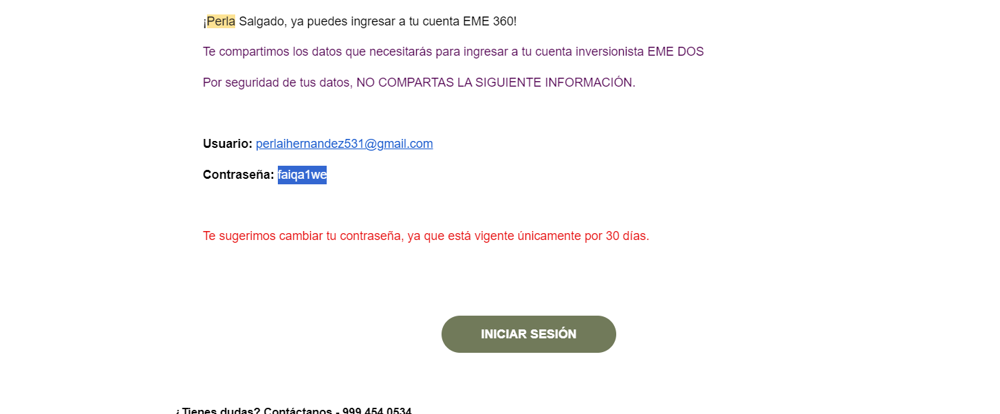 ¡Perla Salgado, ya puedes ingresar a tu cuenta EME 360!
Te compartimos los datos que necesitarás para ingresar a tu cuenta inversionista EME DOS
Por seguridad de tus datos, NO COMPARTAS LA SIGUIENTE INFORMACIÓN.
Usuario: perlaihernandez531@gmail.com
Contraseña: faiqa1we
Te sugerimos cambiar tu contraseña, ya que está vigente únicamente por 30 días.
INICIAR SESIÓN
¿Tienes dudas? Contáctanos - 999 454 0534